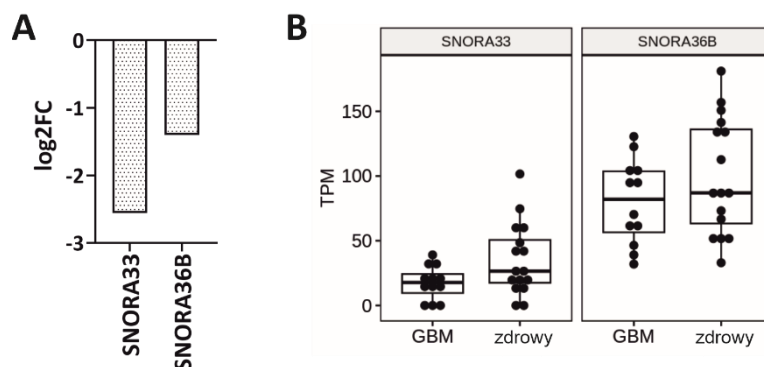 A
0
-1
-2
-3
log2FC
SNORA33
SNORA36B
B
SNORA33
SNORA36B
150
100
50
0
TPM
GBM
zdrowy
GBM
zdrowy